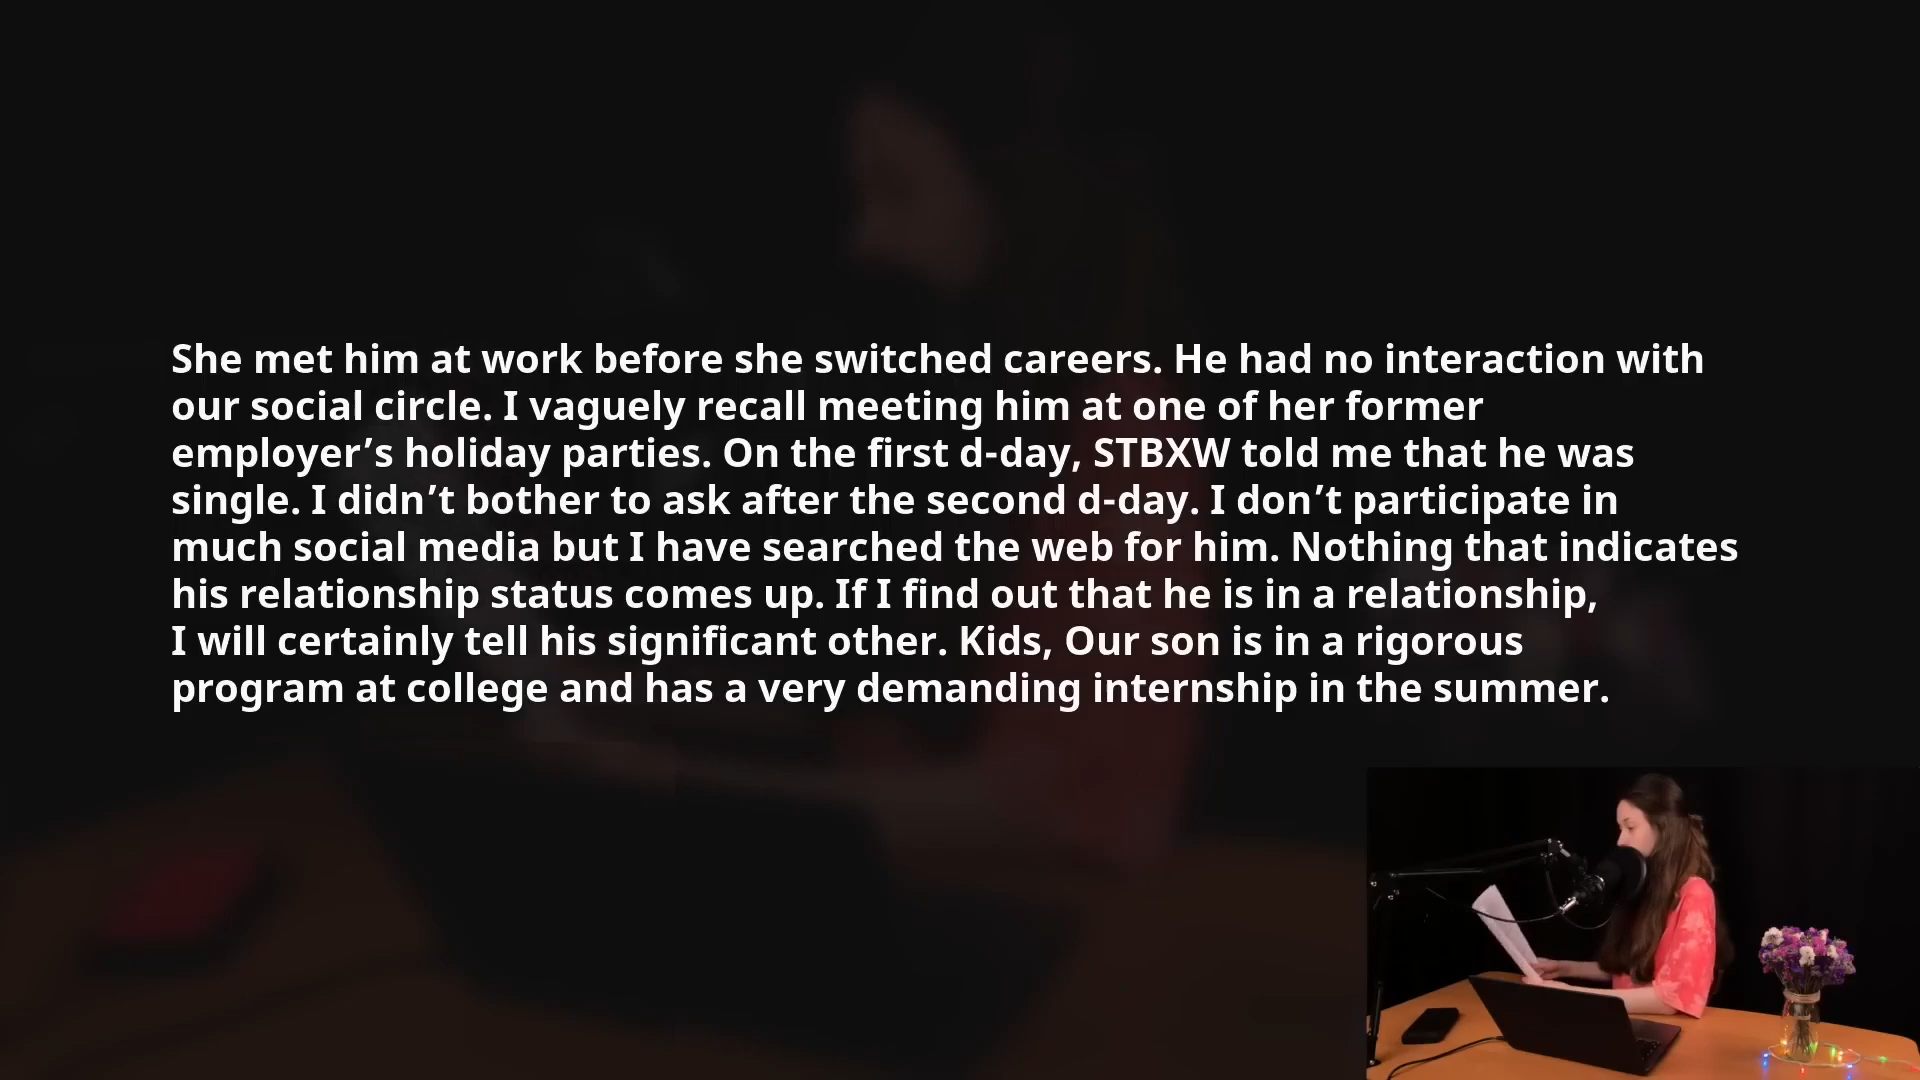 She met him at work before she switched careers. He had no interaction with
our social circle. I vaguely recall meeting him at one of her former
employer’s holiday parties. On the first d-day, STBXW told me that he was
single. I didn’t bother to ask after the second d-day. I don’t participate in
much social media but I have searched the web for him. Nothing that indicates
his relationship status comes up. If I find out that he is in a relationship,
I will certainly tell his significant other. Kids, Our son is in a rigorous
program at college and has a very demanding internship in the summer.